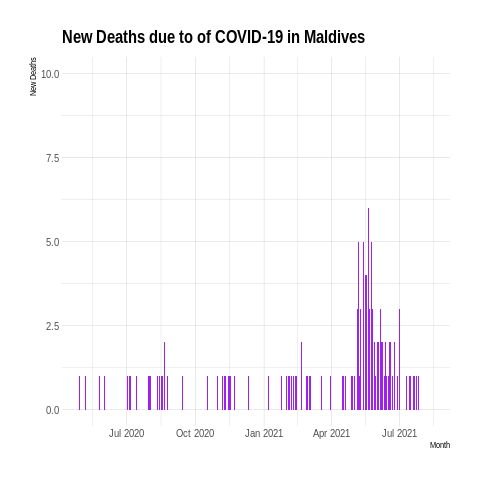 New Deaths due to of COVID-19 in Maldives
New Deaths
10.0
7.5
5.0
2.5
0.0
Jul 2020 Oct 2020 Jan 2021 Apr 2021 Jul 2021
Month